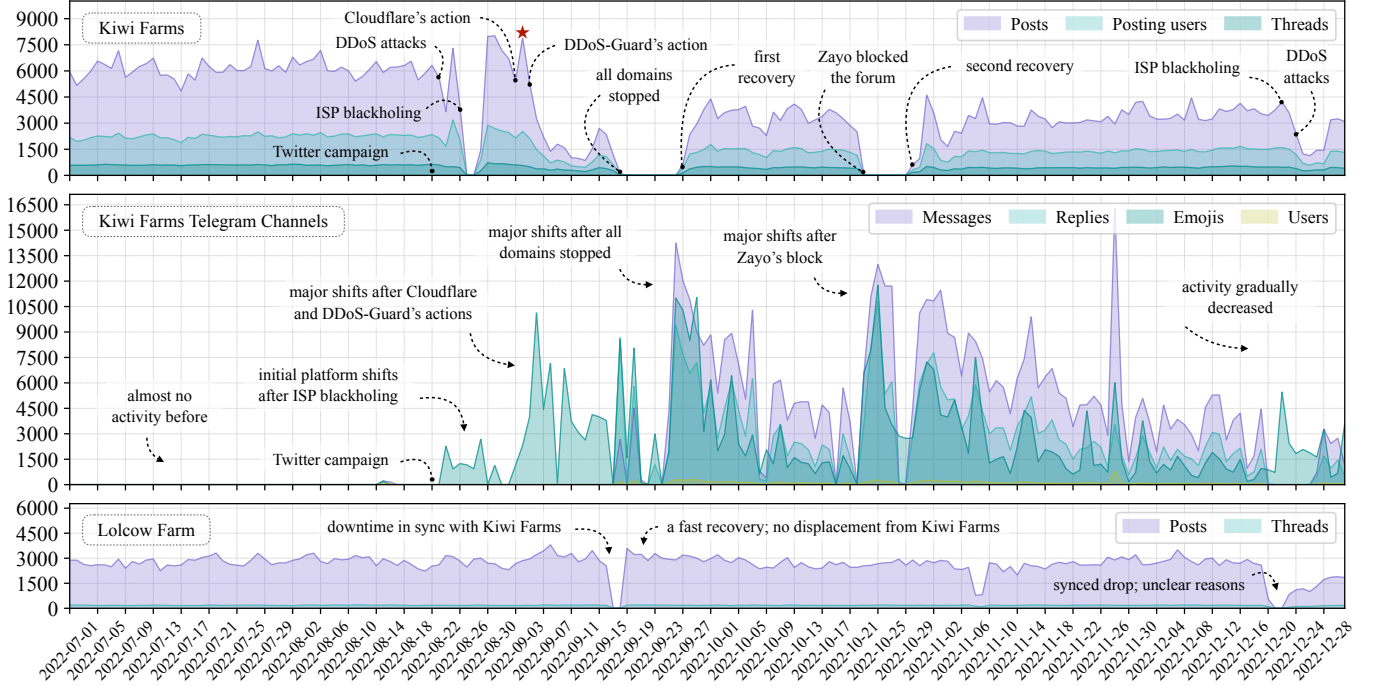 Kiwi Farms
Posts
Posting users
Threads
9000
7500
6000
4500
3000
1500
0
Cloudflare's action
DDoS attacks
ISP blackholing
Twitter campaign
DDoS-Guard's action
all domains
stopped
first
recovery
Zayo blocked
the forum
second recovery
ISP blackholing
DDoS
attacks
Kiwi Farms Telegram Channels
Messages
Replies
Emojis
Users
16500
15000
13500
12000
10500
9000
7500
6000
4500
3000
1500
0
almost no
activity before
initial platform shifts
after ISP blackholing
Twitter campaign
major shifts after Cloudflare
and DDoS-Guard's actions
major shifts after all
domains stopped
major shifts after
Zayo's block
activity gradually
decreased
Lolcow Farm
Posts
Threads
6000
4500
3000
1500
0
downtime in sync with Kiwi Farms
a fast recovery; no displacement from Kiwi Farms
synced drop; unclear reasons
2022-07-01
2022-07-05
2022-07-09
2022-07-13
2022-07-17
2022-07-21
2022-07-25
2022-07-29
2022-08-02
2022-08-06
2022-08-10
2022-08-14
2022-08-18
2022-08-22
2022-08-26
2022-08-30
2022-09-03
2022-09-07
2022-09-11
2022-09-15
2022-09-19
2022-09-23
2022-09-27
2022-10-01
2022-10-05
2022-10-09
2022-10-13
2022-10-17
2022-10-21
2022-10-25
2022-10-29
2022-11-02
2022-11-06
2022-11-10
2022-11-14
2022-11-18
2022-11-22
2022-11-26
2022-11-30
2022-12-04
2022-12-08
2022-12-12
2022-12-16
2022-12-20
2022-12-24
2022-12-28